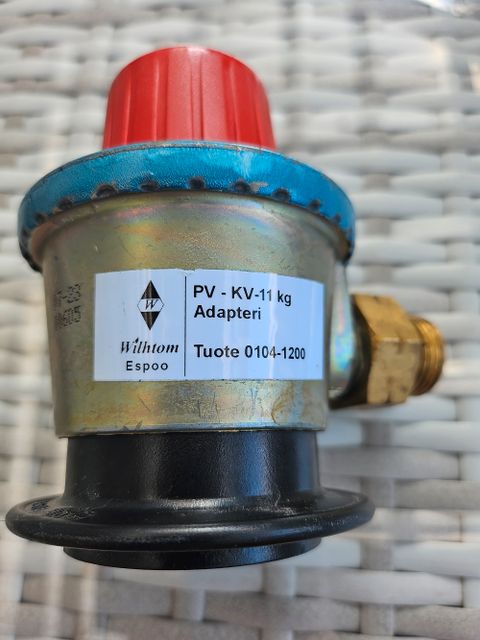 W
Wilhtom
Espoo
PV - KV-11 kg
Adapteri
Tuote 0104-1200